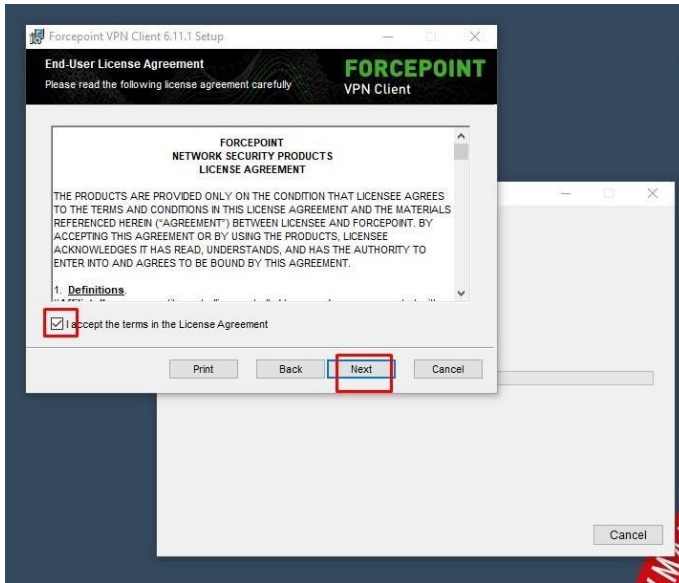 Forcepoint VPN Client 6.11.1 Setup
End-User License Agreement
Please read the following license agreement carefully
FORCEPOINT
VPN Client
FORCEPOINT
NETWORK SECURITY PRODUCTS
LICENSE AGREEMENT
THE PRODUCTS ARE PROVIDED ONLY ON THE CONDITION THAT LICENSEE AGREES
TO THE TERMS AND CONDITIONS IN THIS LICENSE AGREEMENT AND THE MATERIALS
REFERENCED HEREIN ("AGREEMENT") BETWEEN LICENSEE AND FORCEPOINT. BY
ACCEPTING THIS AGREEMENT OR BY USING THE PRODUCTS, LICENSEE
ACKNOWLEDGES IT HAS READ, UNDERSTANDS, AND HAS THE AUTHORITY TO
ENTER INTO AND AGREES TO BE BOUND BY THIS AGREEMENT.
1. Definitions.
I accept the terms in the License Agreement
Print Back Next Cancel
Cancel